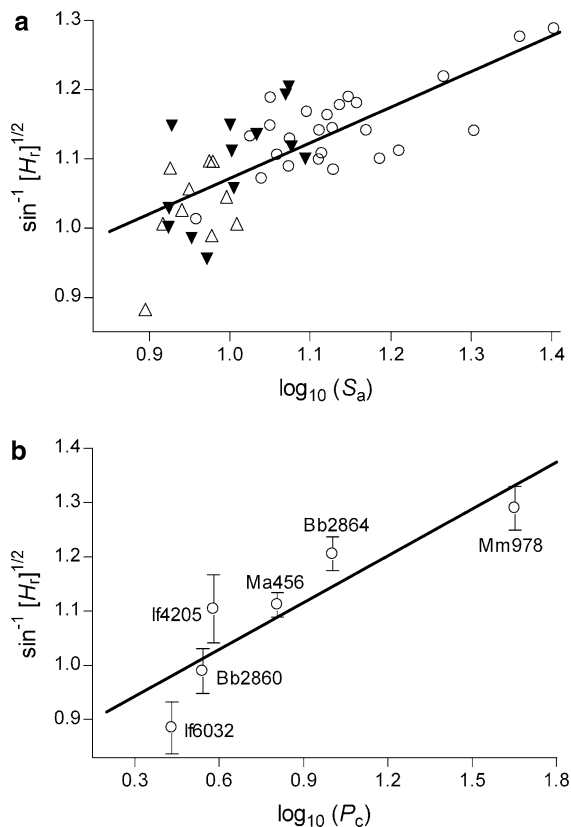 a
1.3
1.2
1.1
1.0
0.9
sin⁻¹ [Hᵣ]¹/²
0.9 1.0 1.1 1.2 1.3 1.4
log₁₀ (Sₐ)
b
1.4
1.3
1.2
1.1
1.0
0.9
sin⁻¹ [Hᵣ]¹/²
Bb2864
Mm978
Ma456
If4205
Bb2860
If6032
0.3 0.6 0.9 1.2 1.5 1.8
log₁₀ (P_c)